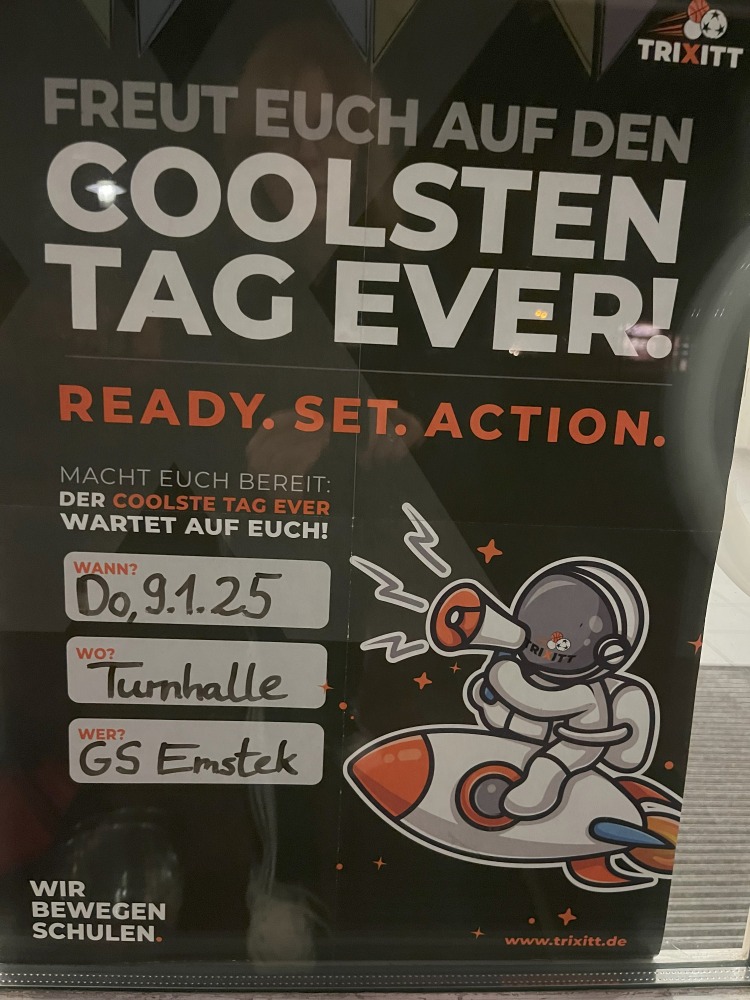 TRIXITT
FREUT EUCH AUF DEN
COOLSTEN
TAG EVER!
READY. SET. ACTION.
MACHT EUCH BEREIT:
DER COOLSTE TAG EVER
WARTET AUF EUCH!
WANN?
Do, 9.1.25
WO?
Turnhalle
WER?
GS Emstek
TRIXITT
WIR
BEWEGEN
SCHULEN.
www.trixitt.de